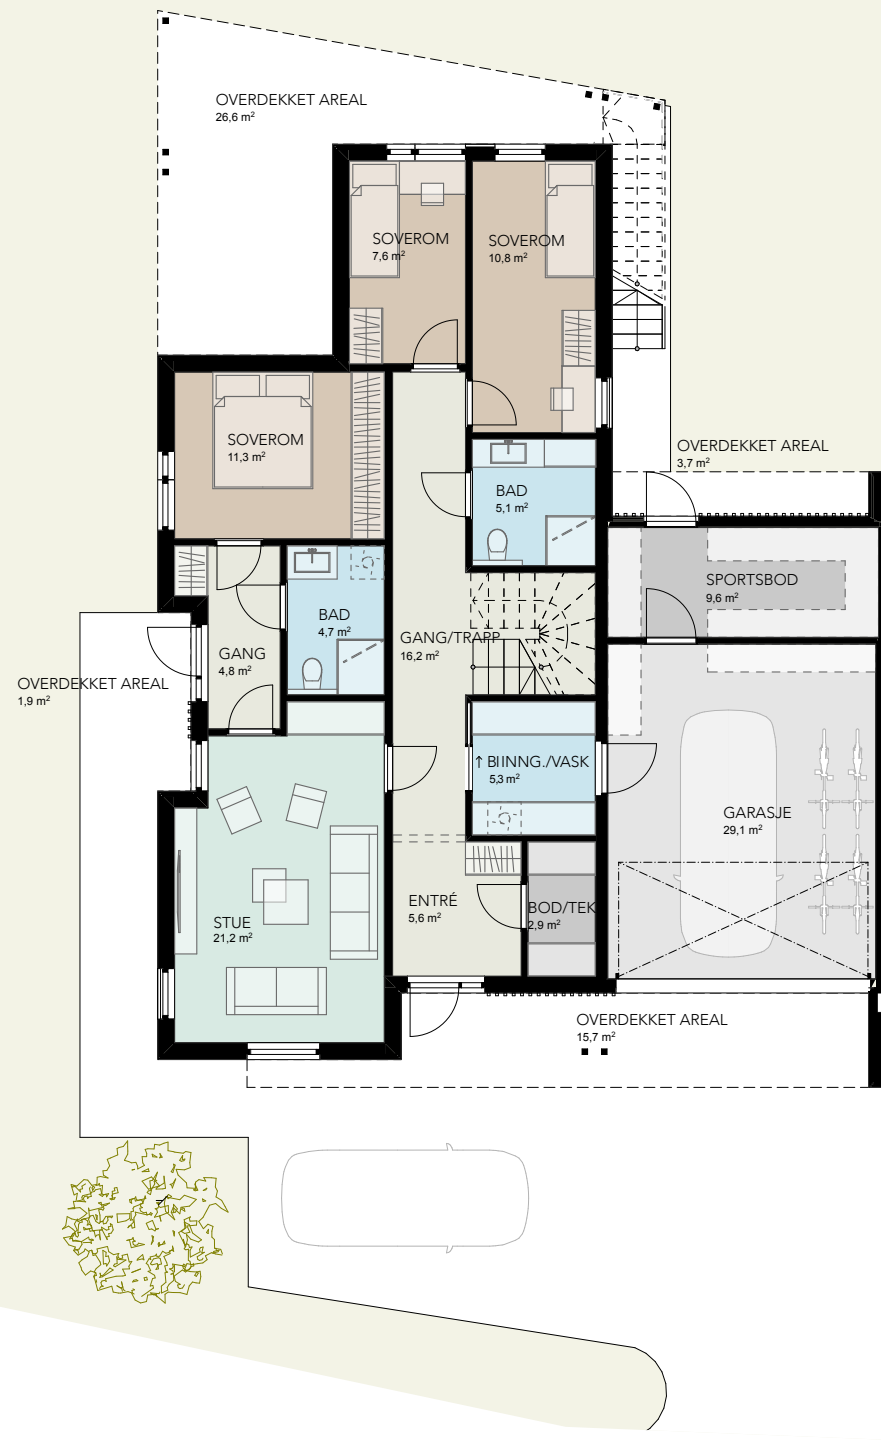 OVERDEKKET AREAL
26,6 m²
SOVEROM
7,6 m²
SOVEROM
10,8 m²
SOVEROM
11,3 m²
OVERDEKKET AREAL
3,7 m²
BAD
5,1 m²
SPORTSBOD
9,6 m²
BAD
4,7 m²
GANG/TRAPP
16,2 m²
GANG
4,8 m²
OVERDEKKET AREAL
1,9 m²
↑ BIINNG./VASK
5,3 m²
GARASJE
29,1 m²
ENTRÉ
5,6 m²
BOD/TEK
2,9 m²
STUE
21,2 m²
OVERDEKKET AREAL
15,7 m²